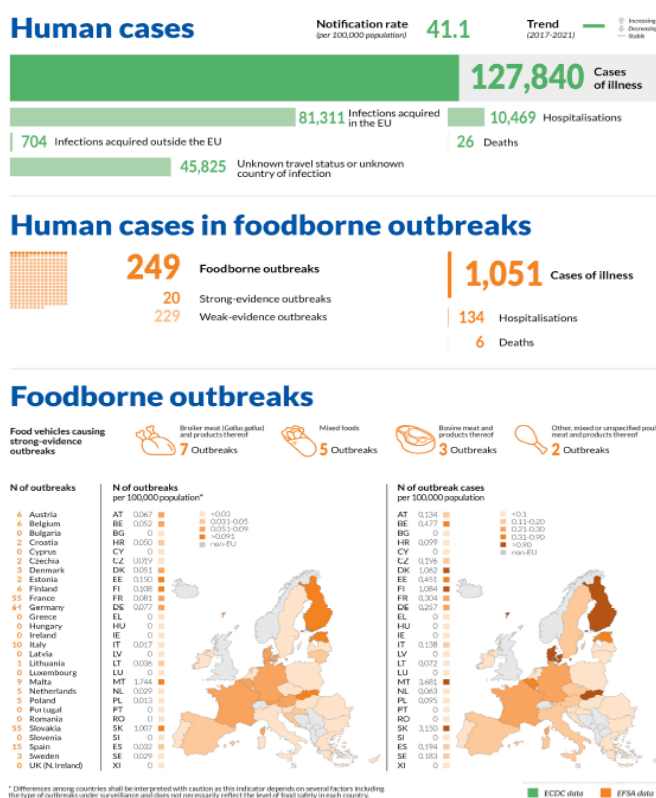 Human cases
Notification rate
(per 100,000 population)
41.1
Trend
(2017-2021)
Increasing
Decreasing
Stable
127,840 Cases of illness
81,311 Infections acquired in the EU
10,469 Hospitalisations
704 Infections acquired outside the EU
26 Deaths
45,825 Unknown travel status or unknown country of infection
Human cases in foodborne outbreaks
249 Foodborne outbreaks
20 Strong-evidence outbreaks
229 Weak-evidence outbreaks
1,051 Cases of illness
134 Hospitalisations
6 Deaths
Foodborne outbreaks
Food vehicles causing
strong-evidence
outbreaks
Broiler meat (Gallus gallus)
and products thereof
7 Outbreaks
Mixed foods
5 Outbreaks
Bovine meat and
products thereof
3 Outbreaks
Other, mixed or unspecified poul
meat and products thereof
2 Outbreaks
N of outbreaks
6 Austria
6 Belgium
0 Bulgaria
2 Croatia
0 Cyprus
2 Czechia
3 Denmark
2 Estonia
6 Finland
55 France
64 Germany
0 Greece
0 Hungary
0 Ireland
10 Italy
0 Latvia
1 Lithuania
0 Luxembourg
9 Malta
5 Netherlands
5 Poland
0 Portugal
0 Romania
55 Slovakia
0 Slovenia
15 Spain
3 Sweden
0 UK (N. Ireland)
N of outbreaks
per 100,000 population*
AT 0.067
BE 0.052
BG 0
HR 0.050
CY 0
CZ 0.019
DK 0.051
EE 0.150
FI 0.108
FR 0.081
DE 0.077
EL 0
HU 0
IE 0
IT 0.017
LV 0
LT 0.036
LU 0
MT 1.744
NL 0.029
PL 0.013
PT 0
RO 0
SK 1.007
SI 0
ES 0.032
SE 0.029
XI 0
<0.03
0.031-0.05
0.051-0.09
>0.091
non-EU
N of outbreak cases
per 100,000 population
AT 0.134
BE 0.477
BG 0
HR 0.099
CY 0
CZ 0.196
DK 1.062
EE 0.451
FI 1.084
FR 0.304
DE 0.257
EL 0
HU 0
IE 0
IT 0.138
LV 0
LT 0.072
LU 0
MT 3.681
NL 0.063
PL 0.095
PT 0
RO 0
SK 3.150
SI 0
ES 0.194
SE 0.183
XI 0
<0.1
0.11-0.20
0.21-0.30
0.31-0.90
>0.90
non-EU
* Differences among countries shall be interpreted with caution as this indicator depends on several factors including
the type of outbreaks under surveillance and does not necessarily reflect the level of food safety in each country.
ECDC data
EFSA data